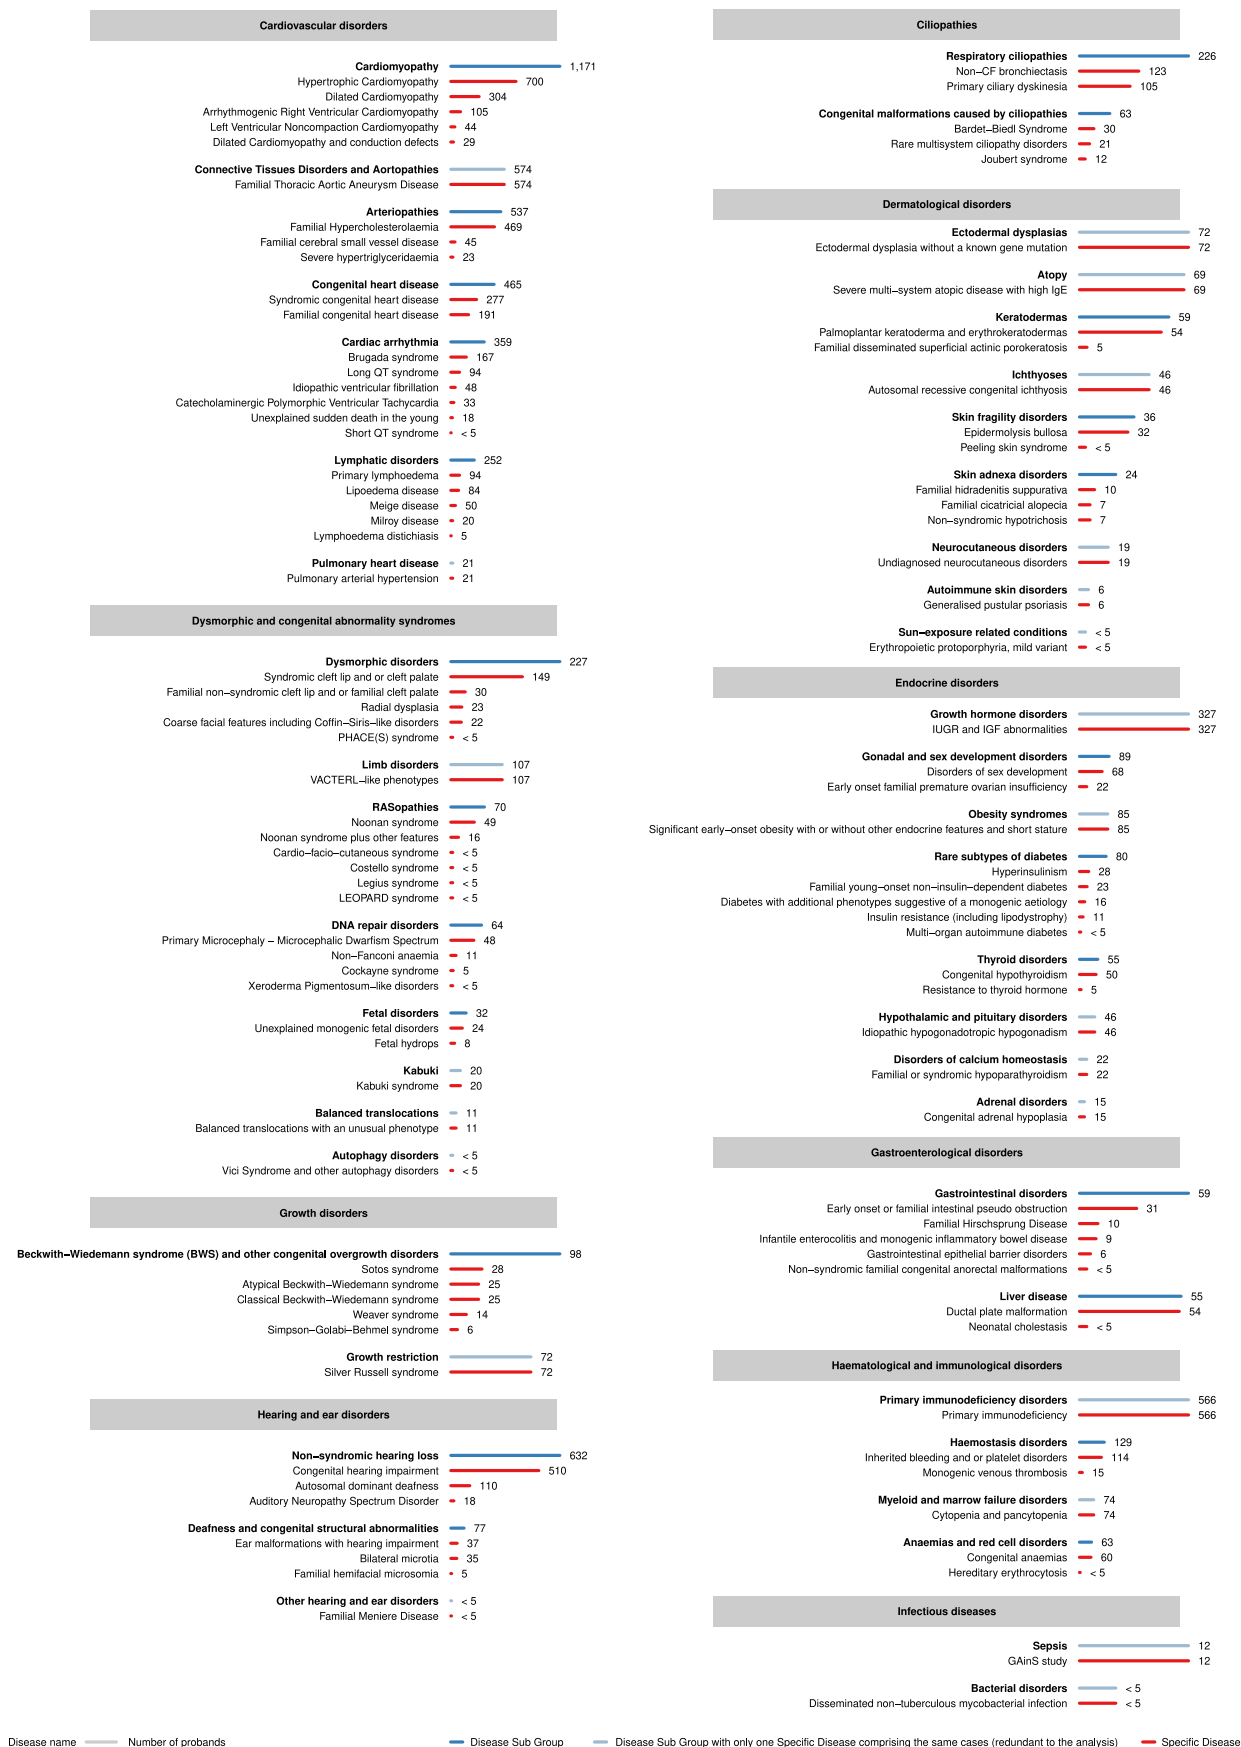 Cardiovascular disorders
Cardiomyopathy 1,171
Hypertrophic Cardiomyopathy 700
Dilated Cardiomyopathy 304
Arrhythmogenic Right Ventricular Cardiomyopathy 105
Left Ventricular Noncompaction Cardiomyopathy 44
Dilated Cardiomyopathy and conduction defects 29
Connective Tissues Disorders and Aortopathies 574
Familial Thoracic Aortic Aneurysm Disease 574
Arteriopathies 537
Familial Hypercholesterolaemia 469
Familial cerebral small vessel disease 45
Severe hypertriglyceridaemia 23
Congenital heart disease 465
Syndromic congenital heart disease 277
Familial congenital heart disease 191
Cardiac arrhythmia 359
Brugada syndrome 167
Long QT syndrome 94
Idiopathic ventricular fibrillation 48
Catecholaminergic Polymorphic Ventricular Tachycardia 33
Unexplained sudden death in the young 18
Short QT syndrome < 5
Lymphatic disorders 252
Primary lymphoedema 94
Lipoedema disease 84
Meige disease 50
Milroy disease 20
Lymphoedema distichiasis 5
Pulmonary heart disease 21
Pulmonary arterial hypertension 21
Dysmorphic and congenital abnormality syndromes
Dysmorphic disorders 227
Syndromic cleft lip and or cleft palate 149
Familial non−syndromic cleft lip and or familial cleft palate 30
Radial dysplasia 23
Coarse facial features including Coffin−Siris−like disorders 22
PHACE(S) syndrome < 5
Limb disorders 107
VACTERL−like phenotypes 107
RASopathies 70
Noonan syndrome 49
Noonan syndrome plus other features 16
Cardio−facio−cutaneous syndrome < 5
Costello syndrome < 5
Legius syndrome < 5
LEOPARD syndrome < 5
DNA repair disorders 64
Primary Microcephaly − Microcephalic Dwarfism Spectrum 48
Non−Fanconi anaemia 11
Cockayne syndrome 5
Xeroderma Pigmentosum−like disorders < 5
Fetal disorders 32
Unexplained monogenic fetal disorders 24
Fetal hydrops 8
Kabuki 20
Kabuki syndrome 20
Balanced translocations 11
Balanced translocations with an unusual phenotype 11
Autophagy disorders < 5
Vici Syndrome and other autophagy disorders < 5
Growth disorders
Beckwith−Wiedemann syndrome (BWS) and other congenital overgrowth disorders 98
Sotos syndrome 28
Atypical Beckwith−Wiedemann syndrome 25
Classical Beckwith−Wiedemann syndrome 25
Weaver syndrome 14
Simpson−Golabi−Behmel syndrome 6
Growth restriction 72
Silver Russell syndrome 72
Hearing and ear disorders
Non−syndromic hearing loss 632
Congenital hearing impairment 510
Autosomal dominant deafness 110
Auditory Neuropathy Spectrum Disorder 18
Deafness and congenital structural abnormalities 77
Ear malformations with hearing impairment 37
Bilateral microtia 35
Familial hemifacial microsomia 5
Other hearing and ear disorders < 5
Familial Meniere Disease < 5
Ciliopathies
Respiratory ciliopathies 226
Non−CF bronchiectasis 123
Primary ciliary dyskinesia 105
Congenital malformations caused by ciliopathies 63
Bardet−Biedl Syndrome 30
Rare multisystem ciliopathy disorders 21
Joubert syndrome 12
Dermatological disorders
Ectodermal dysplasias 72
Ectodermal dysplasia without a known gene mutation 72
Atopy 69
Severe multi−system atopic disease with high IgE 69
Keratodermas 59
Palmoplantar keratoderma and erythrokeratodermas 54
Familial disseminated superficial actinic porokeratosis 5
Ichthyoses 46
Autosomal recessive congenital ichthyosis 46
Skin fragility disorders 36
Epidermolysis bullosa 32
Peeling skin syndrome < 5
Skin adnexa disorders 24
Familial hidradenitis suppurativa 10
Familial cicatricial alopecia 7
Non−syndromic hypotrichosis 7
Neurocutaneous disorders 19
Undiagnosed neurocutaneous disorders 19
Autoimmune skin disorders 6
Generalised pustular psoriasis 6
Sun−exposure related conditions < 5
Erythropoietic protoporphyria, mild variant < 5
Endocrine disorders
Growth hormone disorders 327
IUGR and IGF abnormalities 327
Gonadal and sex development disorders 89
Disorders of sex development 68
Early onset familial premature ovarian insufficiency 22
Obesity syndromes 85
Significant early−onset obesity with or without other endocrine features and short stature 85
Rare subtypes of diabetes 80
Hyperinsulinism 28
Familial young−onset non−insulin−dependent diabetes 23
Diabetes with additional phenotypes suggestive of a monogenic aetiology 16
Insulin resistance (including lipodystrophy) 11
Multi−organ autoimmune diabetes < 5
Thyroid disorders 55
Congenital hypothyroidism 50
Resistance to thyroid hormone 5
Hypothalamic and pituitary disorders 46
Idiopathic hypogonadotropic hypogonadism 46
Disorders of calcium homeostasis 22
Familial or syndromic hypoparathyroidism 22
Adrenal disorders 15
Congenital adrenal hypoplasia 15
Gastroenterological disorders
Gastrointestinal disorders 59
Early onset or familial intestinal pseudo obstruction 31
Familial Hirschsprung Disease 10
Infantile enterocolitis and monogenic inflammatory bowel disease 9
Gastrointestinal epithelial barrier disorders 6
Non−syndromic familial congenital anorectal malformations < 5
Liver disease 55
Ductal plate malformation 54
Neonatal cholestasis < 5
Haematological and immunological disorders
Primary immunodeficiency disorders 566
Primary immunodeficiency 566
Haemostasis disorders 129
Inherited bleeding and or platelet disorders 114
Monogenic venous thrombosis 15
Myeloid and marrow failure disorders 74
Cytopenia and pancytopenia 74
Anaemias and red cell disorders 63
Congenital anaemias 60
Hereditary erythrocytosis < 5
Infectious diseases
Sepsis 12
GAinS study 12
Bacterial disorders < 5
Disseminated non−tuberculous mycobacterial infection < 5
Disease name Number of probands Disease Sub Group Disease Sub Group with only one Specific Disease comprising the same cases (redundant to the analysis) Specific Disease